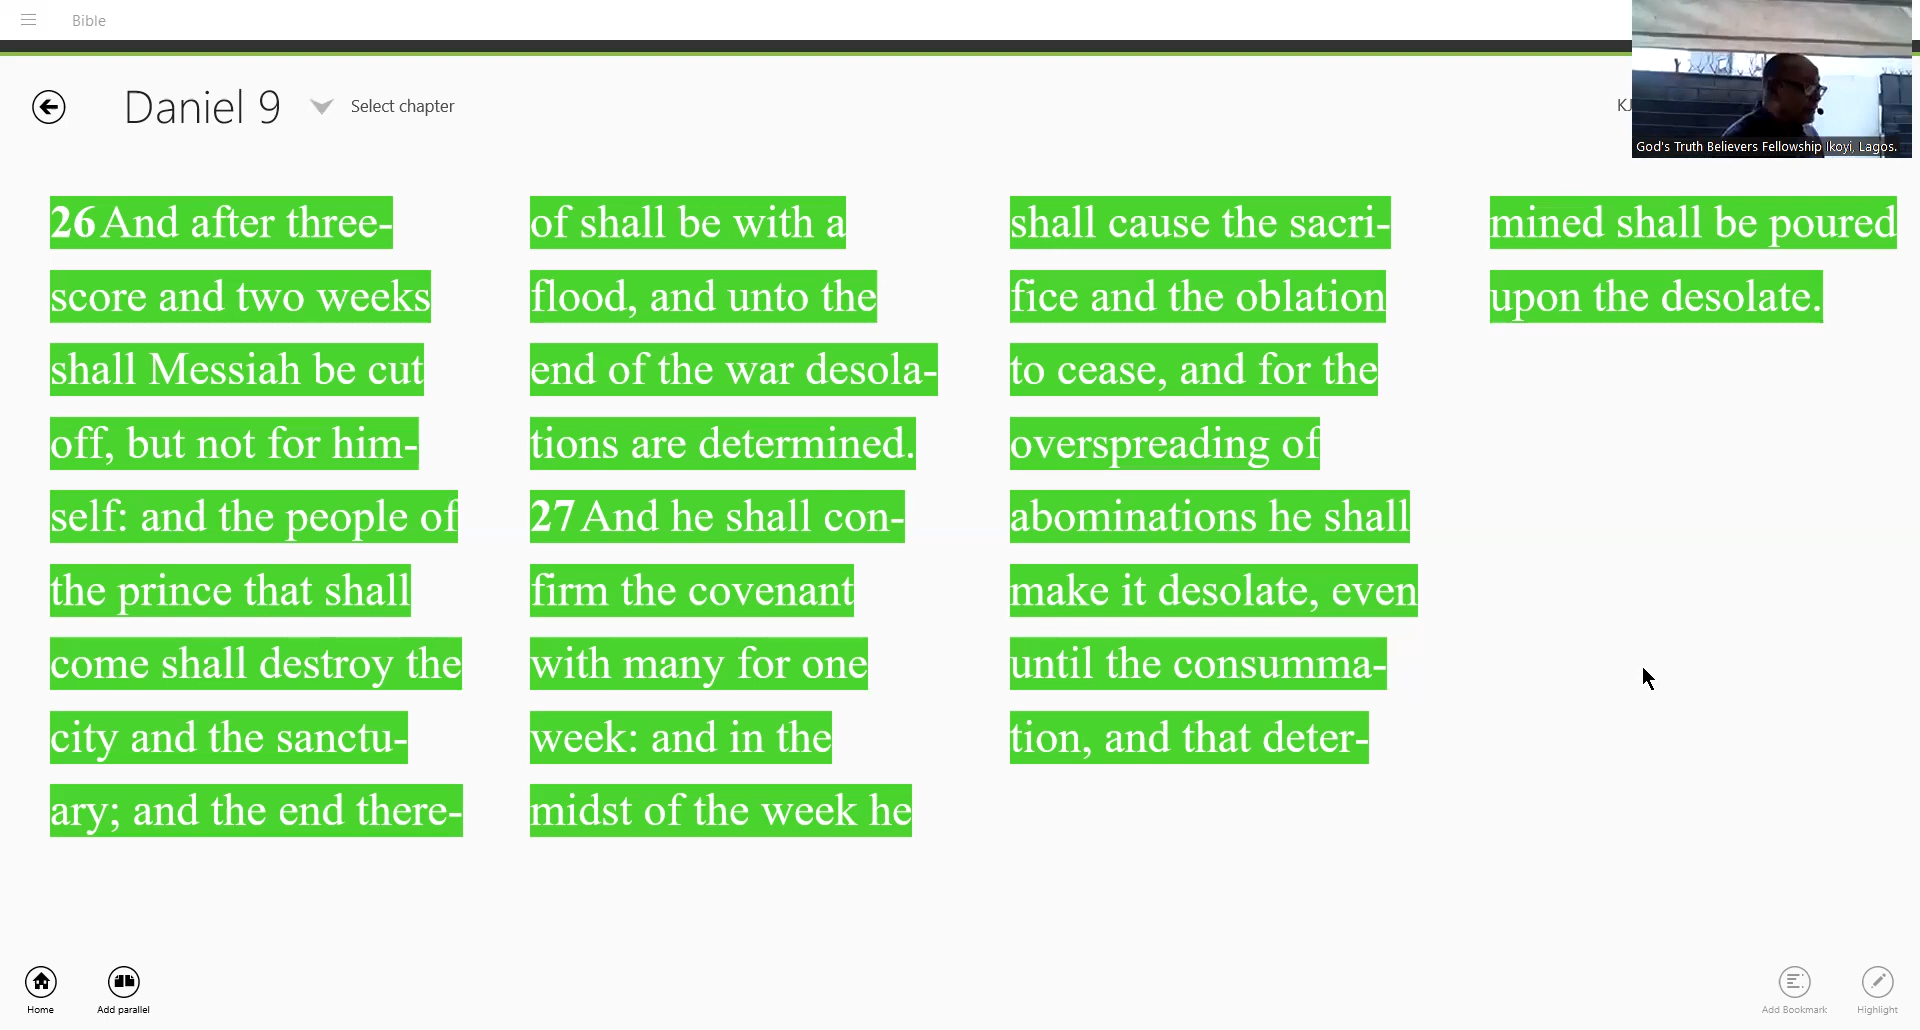 Bible
Daniel 9
Select chapter
KJ
God's Truth Believers Fellowship Ikoyi, Lagos.
26 And after three-
score and two weeks
shall Messiah be cut
off, but not for him-
self: and the people of
the prince that shall
come shall destroy the
city and the sanctu-
ary; and the end there-
of shall be with a
flood, and unto the
end of the war desola-
tions are determined.
27 And he shall con-
firm the covenant
with many for one
week: and in the
midst of the week he
shall cause the sacri-
fice and the oblation
to cease, and for the
overspreading of
abominations he shall
make it desolate, even
until the consumma-
tion, and that deter-
mined shall be poured
upon the desolate.
Home
Add parallel
Add Bookmark
Highlight